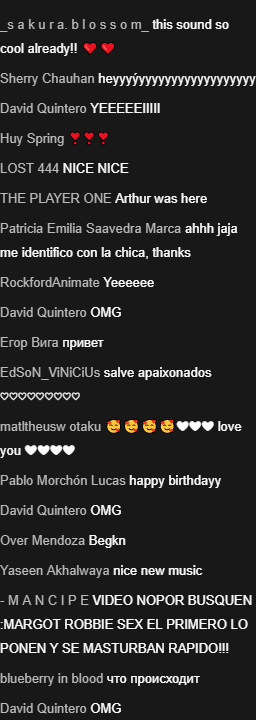 _s a k u r a. b l o s s o m_ this sound so
cool already!! ❤️ ❤️
Sherry Chauhan heyyyýyyyyyyyyyyyyyyyyyy
David Quintero YEEEEEIIIII
Huy Spring ❣️ ❣️ ❣️
LOST 444 NICE NICE
THE PLAYER ONE Arthur was here
Patricia Emilia Saavedra Marca ahhh jaja
me identifico con la chica, thanks
RockfordAnimate Yeeeeee
David Quintero OMG
Егор Вига привет
EdSoN_ViNiCiUs salve apaixonados
♡♡♡♡♡♡♡♡♡
matltheusw otaku 🥰 🥰 🥰 🥰 🤍🤍🤍 love
you 🤍🤍🤍🤍
Pablo Morchón Lucas happy birthdayy
David Quintero OMG
Over Mendoza Begkn
Yaseen Akhalwaya nice new music
- M A N C I P E VIDEO NOPOR BUSQUEN
:MARGOT ROBBIE SEX EL PRIMERO LO
PONEN Y SE MASTURBAN RAPIDO!!!
blueberry in blood что происходит
David Quintero OMG